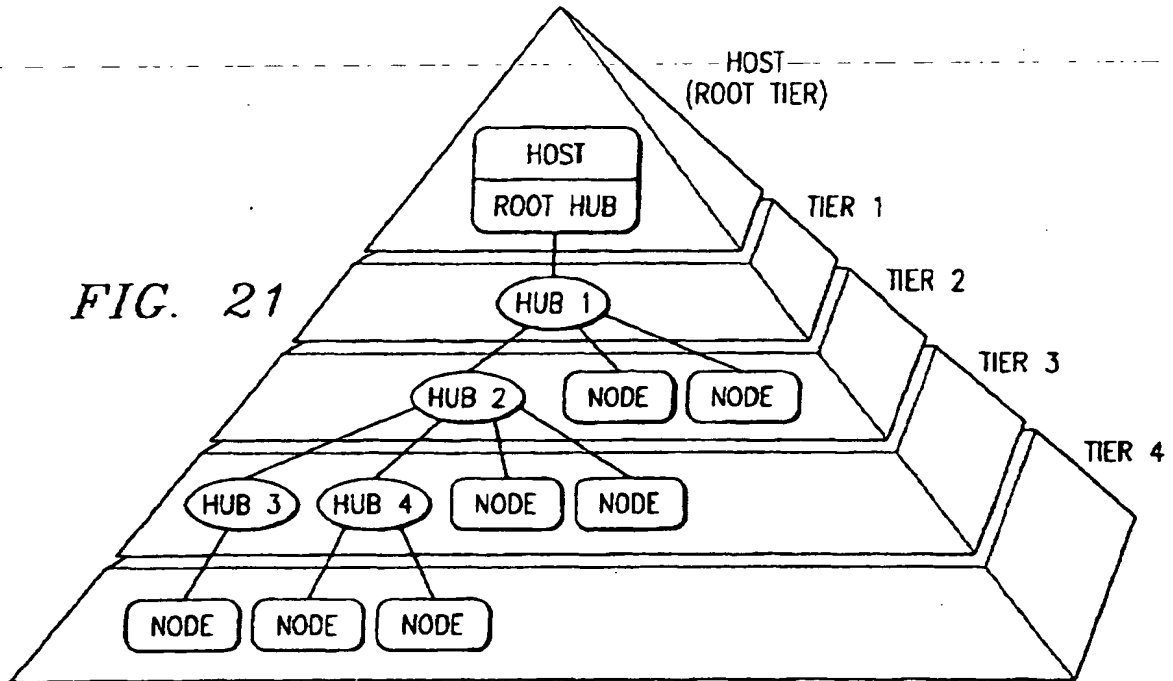 HOST
(ROOT TIER)
HOST
ROOT HUB
TIER 1
FIG. 21
HUB 1
TIER 2
HUB 2
NODE
NODE
TIER 3
HUB 3
HUB 4
NODE
NODE
TIER 4
NODE
NODE
NODE